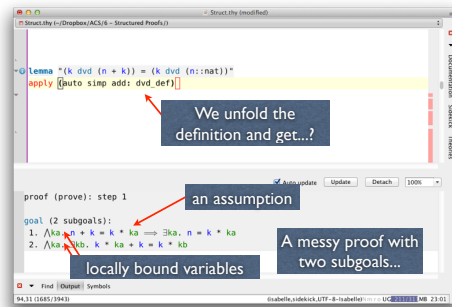 Struct.thy (modified)
Struct.thy (~/Dropbox/ACS/6 - Structured Proofs/)
lemma "(k dvd (n + k)) = (k dvd (n::nat))"
apply (auto simp add: dvd_def)
We unfold the
definition and get...?
Documentation
Sidekick
Theories
Auto update Update Detach 100%
proof (prove): step 1
an assumption
goal (2 subgoals):
1. ⋀ka. n + k = k * ka ⟹ ∃ka. n = k * ka
2. ⋀ka. ∃kb. k * ka + k = k * kb
A messy proof with
two subgoals...
locally bound variables
Find Output Symbols
94,31 (1685/3943)
(isabelle,sidekick,UTF-8-Isabelle)
MB 23:01